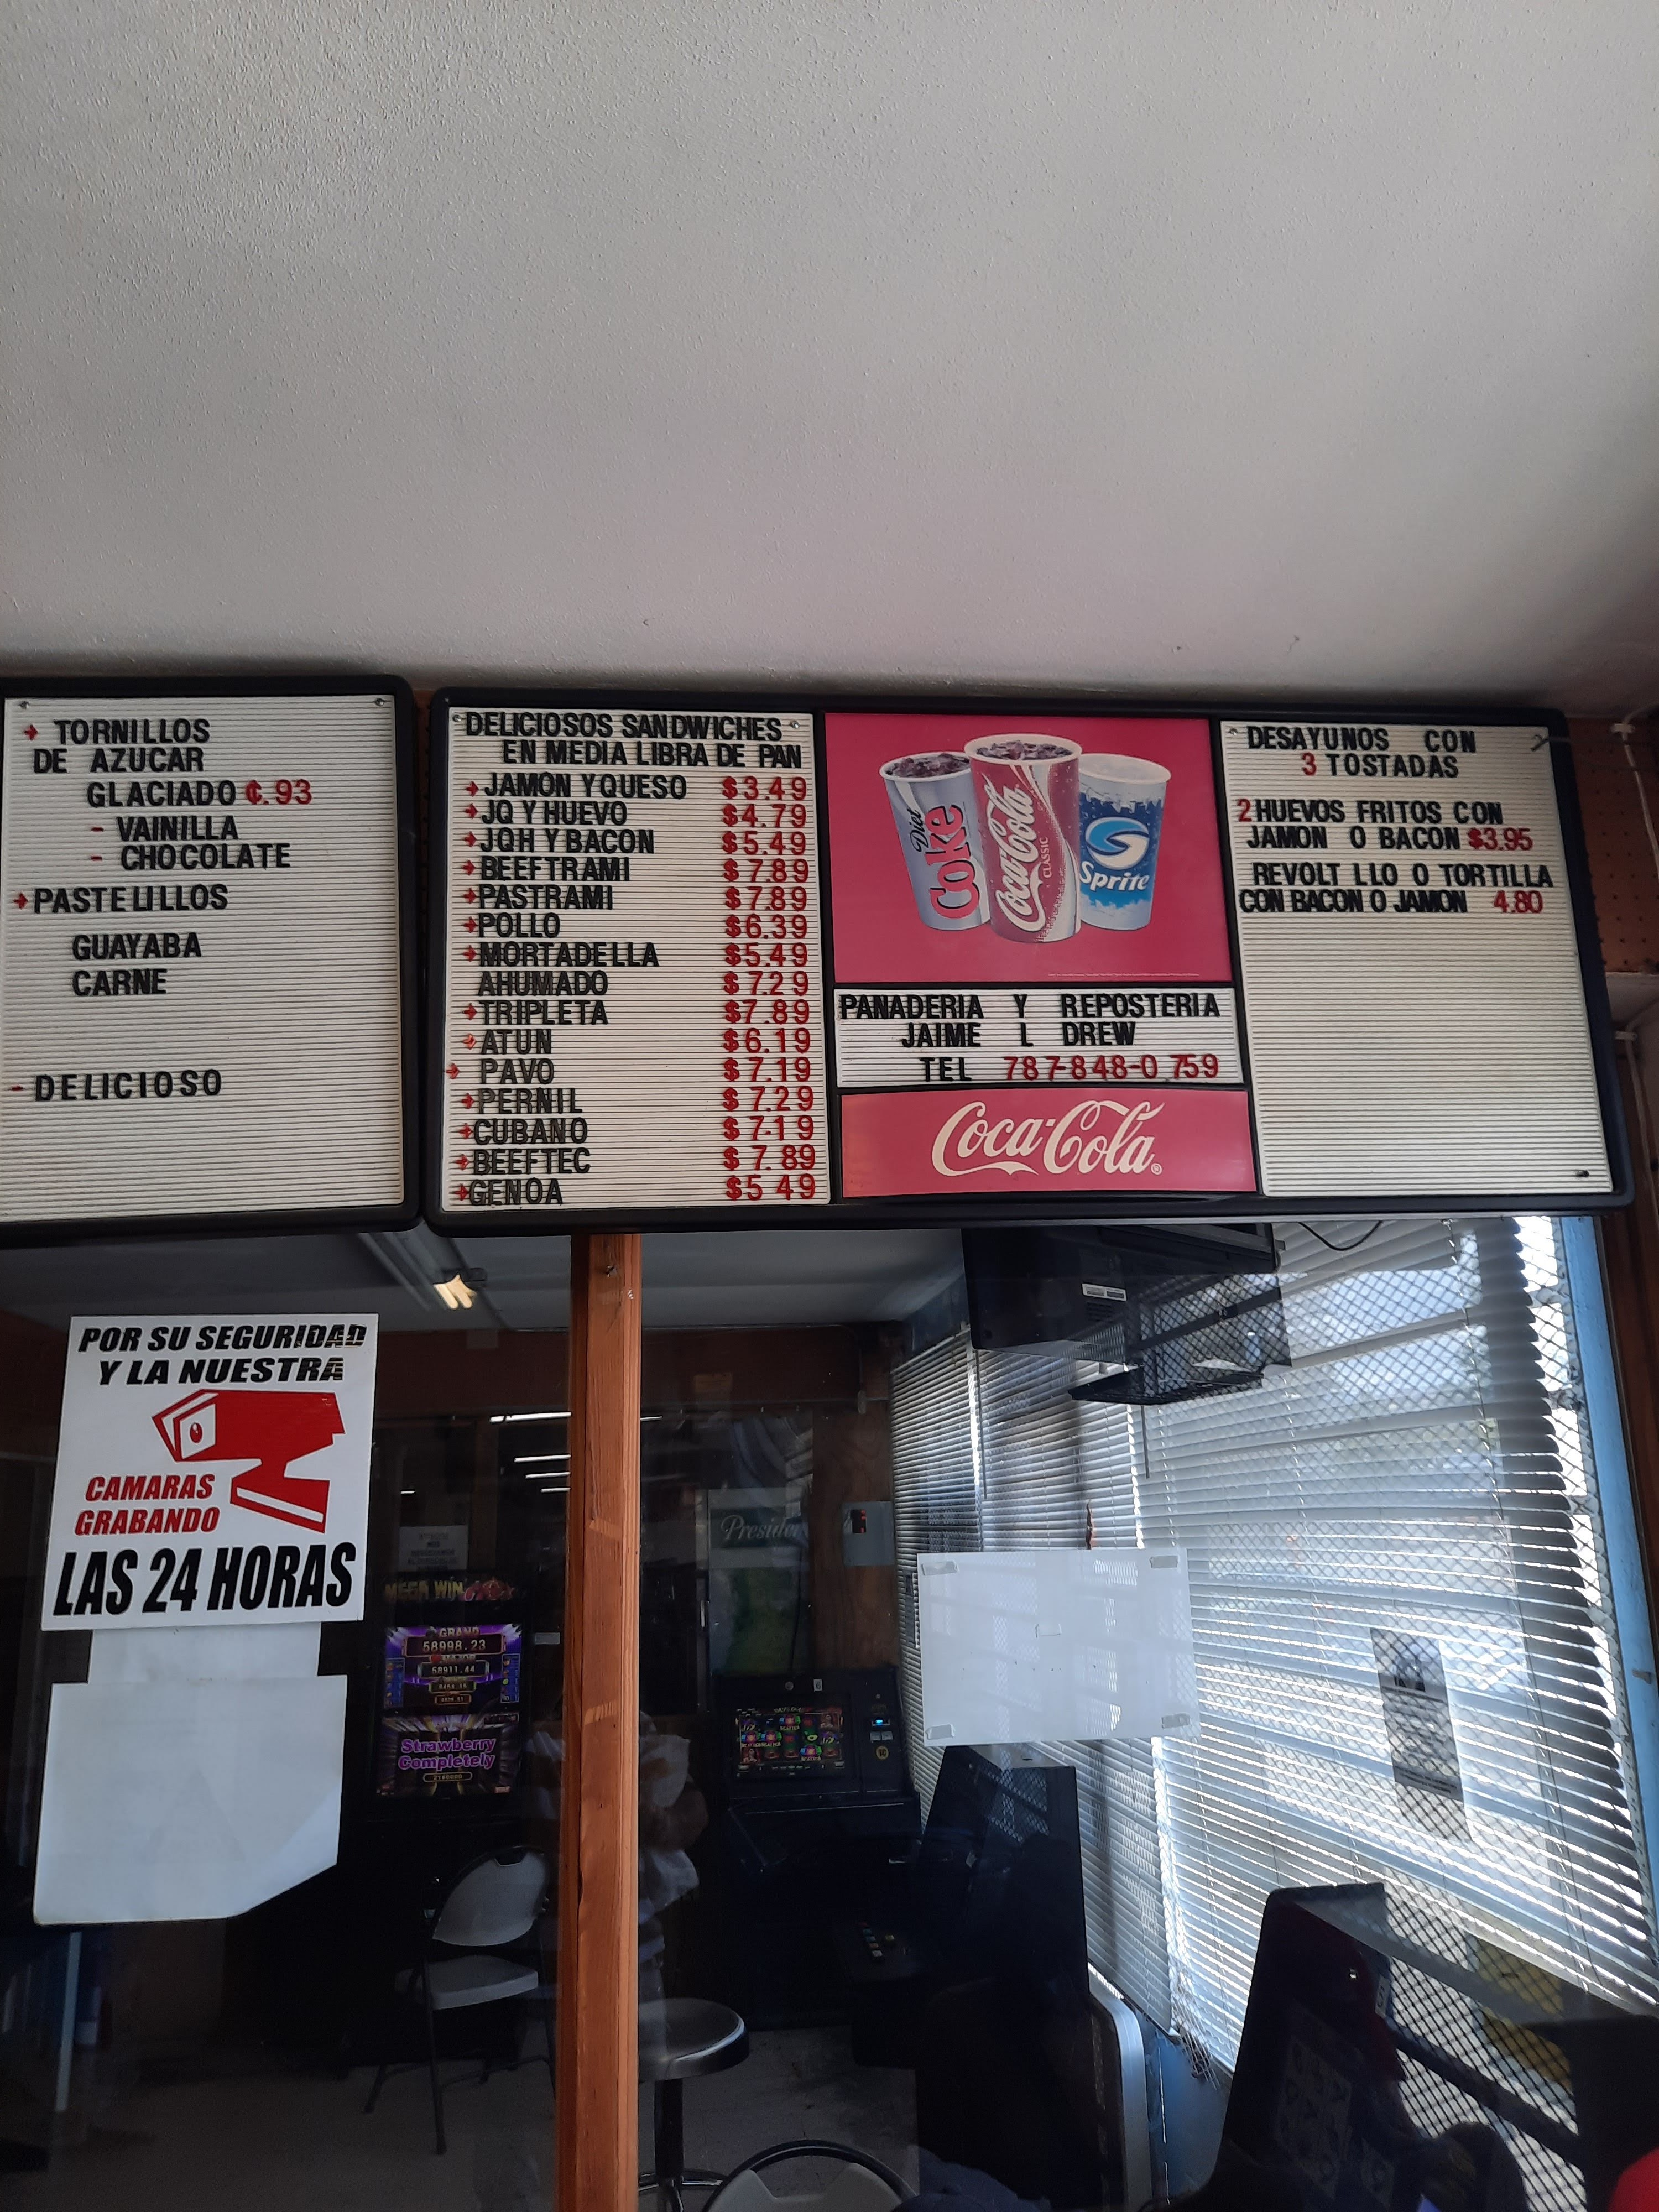 TORNILLOS
DE AZUCAR
GLACIADO ¢.93
- VAINILLA
- CHOCOLATE
PASTELILLOS
GUAYABA
CARNE
- DELICIOSO
DELICIOSOS SANDWICHES
EN MEDIA LIBRA DE PAN
JAMON Y QUESO $3.49
JQ Y HUEVO $4.79
JQH Y BACON $5.49
BEEFTRAMI $7.89
PASTRAMI $7.89
POLLO $6.39
MORTADELLA $5.49
AHUMADO $7.29
TRIPLETA $7.89
ATUN $6.19
PAVO $7.19
PERNIL $7.29
CUBANO $7-19
BEEFTEC $7.89
GENOA $5 49
Diet Coke
Coca-Cola CLASSIC
Sprite
PANADERIA Y REPOSTERIA
JAIME L DREW
TEL 787-848-0759
Coca-Cola®
DESAYUNOS CON
3 TOSTADAS
2 HUEVOS FRITOS CON
JAMON O BACON $3.95
REVOLT LLO O TORTILLA
CON BACON O JAMON 4.80
POR SU SEGURIDAD
Y LA NUESTRA
CAMARAS
GRABANDO
LAS 24 HORAS
MEGA WIN
GRAND
58998.23
MAJOR
58911.44
Strawberry
Completely